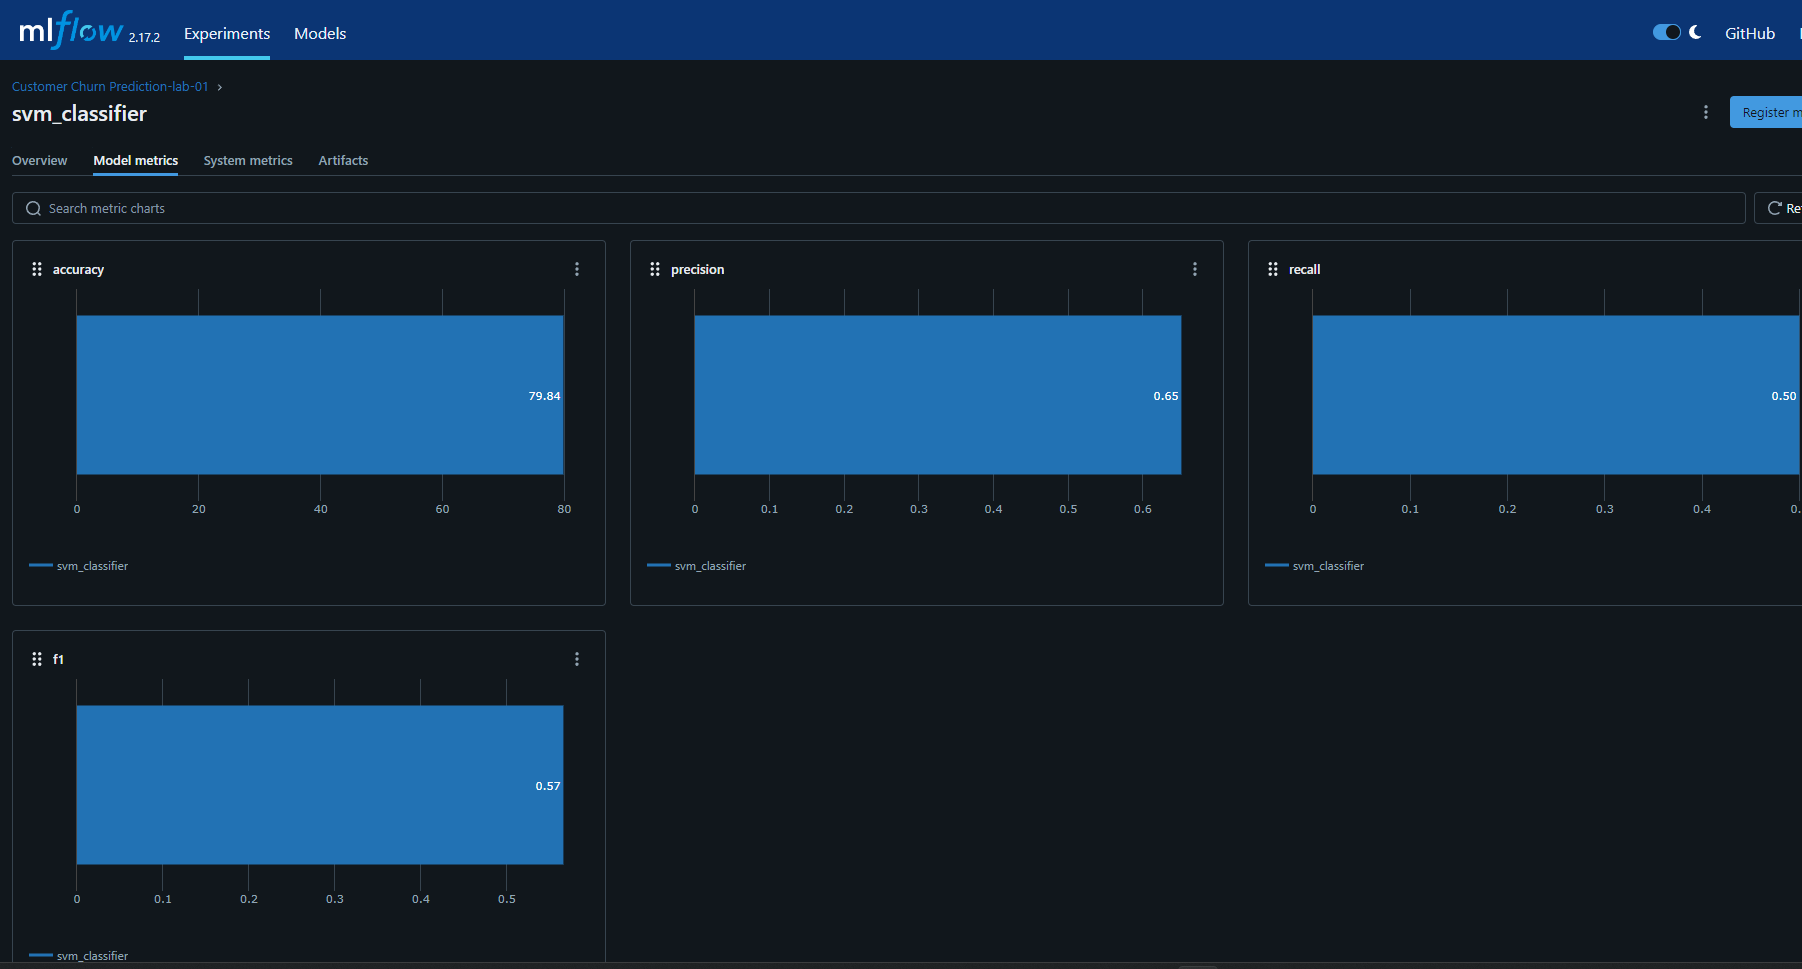 mlflow 2.17.2 Experiments Models GitHub
Customer Churn Prediction-lab-01 ›
svm_classifier
Register m
Overview Model metrics System metrics Artifacts
Search metric charts
Re
accuracy
79.84
0 20 40 60 80
svm_classifier
precision
0.65
0 0.1 0.2 0.3 0.4 0.5 0.6
svm_classifier
recall
0.50
0 0.1 0.2 0.3 0.4 0.
svm_classifier
f1
0.57
0 0.1 0.2 0.3 0.4 0.5
svm_classifier